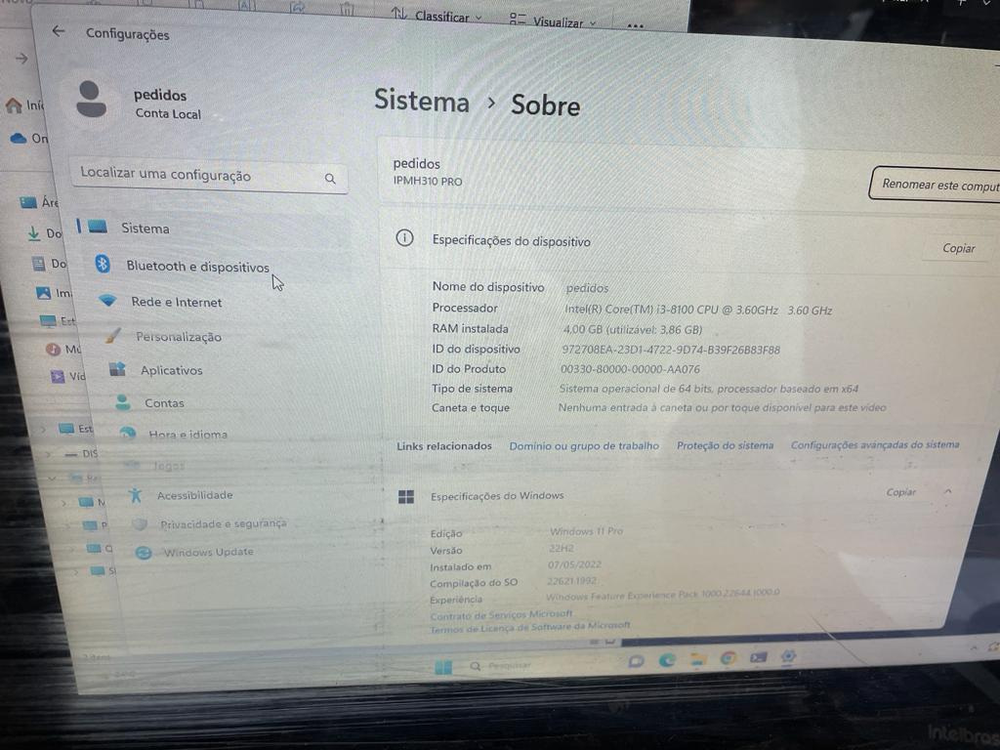 Classificar
Visualizar
...
Configurações
pedidos
Conta Local
Localizar uma configuração
Sistema
Bluetooth e dispositivos
Rede e Internet
Personalização
Aplicativos
Contas
Hora e idioma
Jogos
Acessibilidade
Privacidade e segurança
Windows Update
Sistema > Sobre
pedidos
IPMH310 PRO
Renomear este comput
Especificações do dispositivo
Copiar
Nome do dispositivo pedidos
Processador Intel(R) Core(TM) i3-8100 CPU @ 3.60GHz 3.60 GHz
RAM instalada 4,00 GB (utilizável: 3,86 GB)
ID do dispositivo 972708EA-23D1-4722-9D74-B39F26B83F88
ID do Produto 00330-80000-00000-AA076
Tipo de sistema Sistema operacional de 64 bits, processador baseado em x64
Caneta e toque Nenhuma entrada à caneta ou por toque disponível para este vídeo
Links relacionados Domínio ou grupo de trabalho Proteção do sistema Configurações avançadas do sistema
Especificações do Windows
Copiar
Edição Windows 11 Pro
Versão 22H2
Instalado em 07/05/2022
Compilação do SO 22621.1992
Experiência Windows Feature Experience Pack 1000.22644.1000.0
Contrato de Serviços Microsoft
Termos de Licença de Software da Microsoft
Iníc
On
Áre
Do
Do
Im
Est
Mú
Víd
Est
DIS
Pesquisar
Intelbras